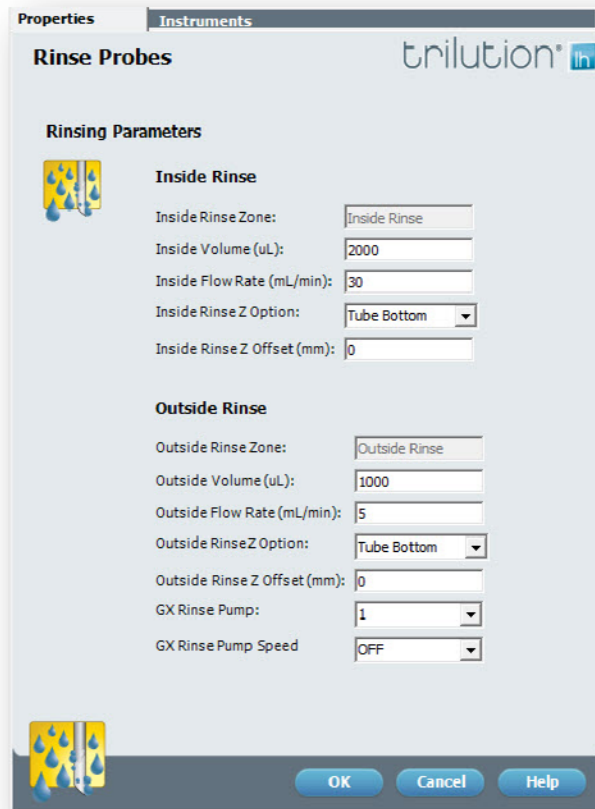 Properties Instruments
Rinse Probes trilution® lh
Rinsing Parameters
Inside Rinse
Inside Rinse Zone: Inside Rinse
Inside Volume (uL): 2000
Inside Flow Rate (mL/min): 30
Inside Rinse Z Option: Tube Bottom
Inside Rinse Z Offset (mm): 0
Outside Rinse
Outside Rinse Zone: Outside Rinse
Outside Volume (uL): 1000
Outside Flow Rate (mL/min): 5
Outside RinseZ Option: Tube Bottom
Outside Rinse Z Offset (mm): 0
GX Rinse Pump: 1
GX Rinse Pump Speed OFF
OK Cancel Help